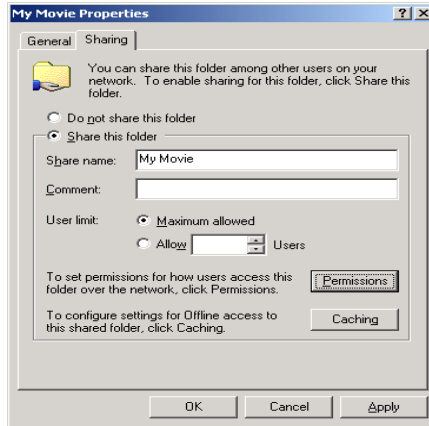 My Movie Properties
General Sharing
You can share this folder among other users on your
network. To enable sharing for this folder, click Share this
folder.
Do not share this folder
Share this folder
Share name: My Movie
Comment:
User limit: Maximum allowed
Allow Users
To set permissions for how users access this
folder over the network, click Permissions.
Permissions
To configure settings for Offline access to
this shared folder, click Caching.
Caching
OK Cancel Apply